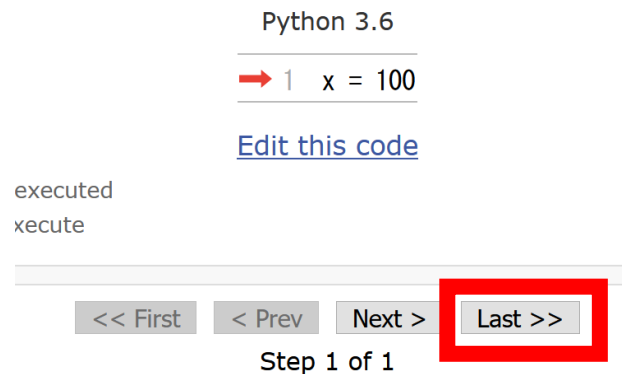 Python 3.6
1 x = 100
Edit this code
executed
xecute
<< First < Prev Next > Last >>
Step 1 of 1